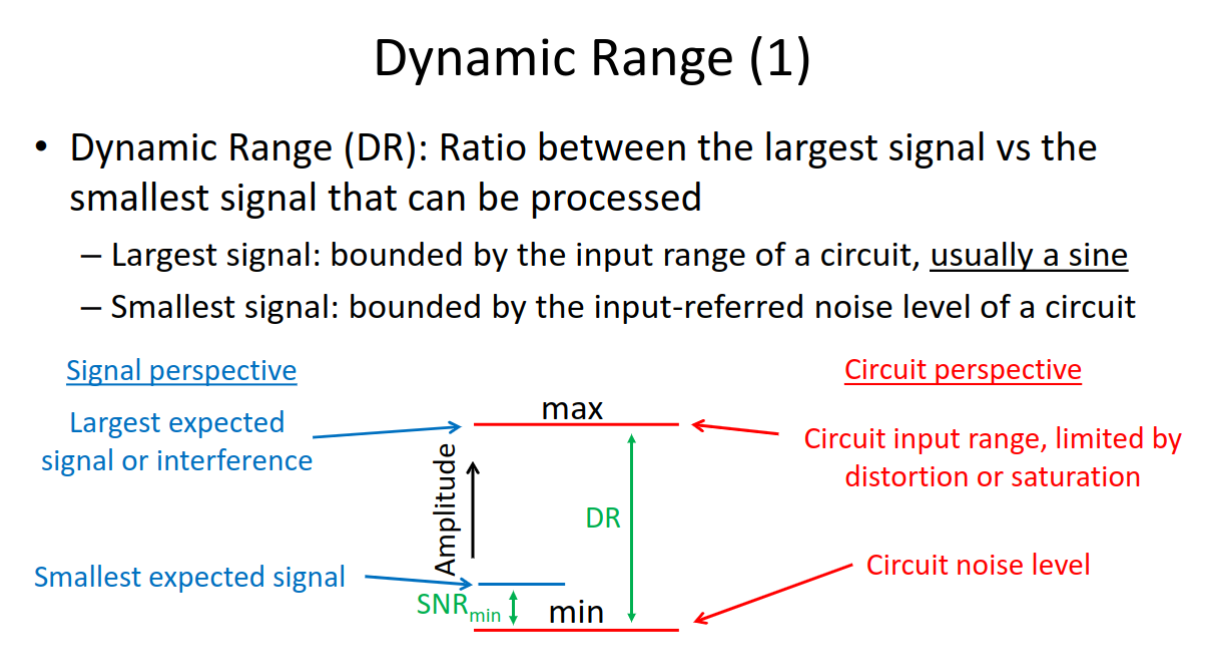 Dynamic Range (1)
• Dynamic Range (DR): Ratio between the largest signal vs the
smallest signal that can be processed
– Largest signal: bounded by the input range of a circuit, usually a sine
– Smallest signal: bounded by the input-referred noise level of a circuit
Signal perspective
Circuit perspective
Largest expected
signal or interference
max
Circuit input range, limited by
distortion or saturation
Amplitude
DR
Smallest expected signal
Circuit noise level
SNRmin
min